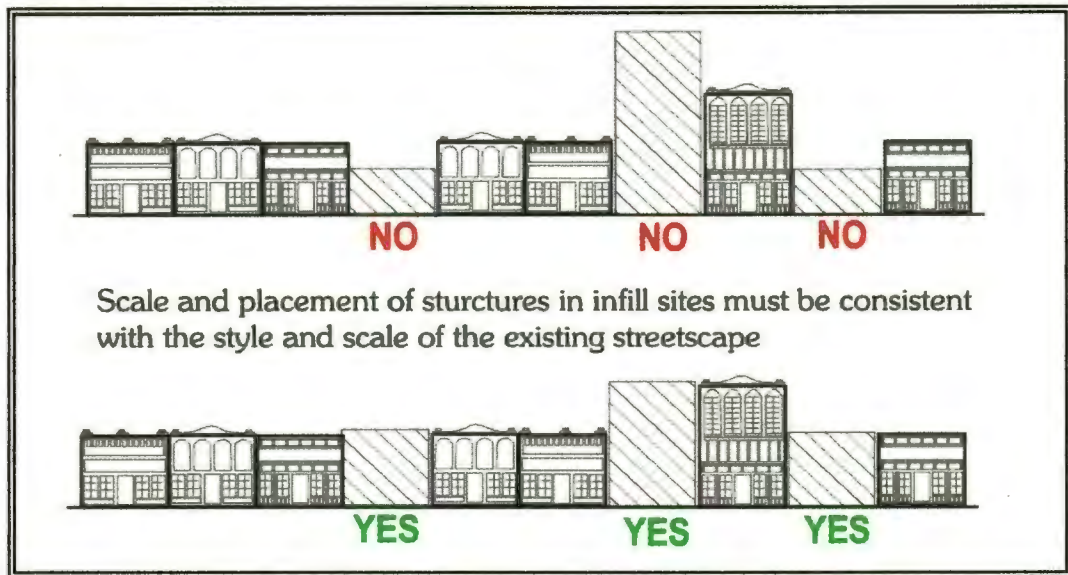 NO NO NO
Scale and placement of sturctures in infill sites must be consistent
with the style and scale of the existing streetscape
YES YES YES